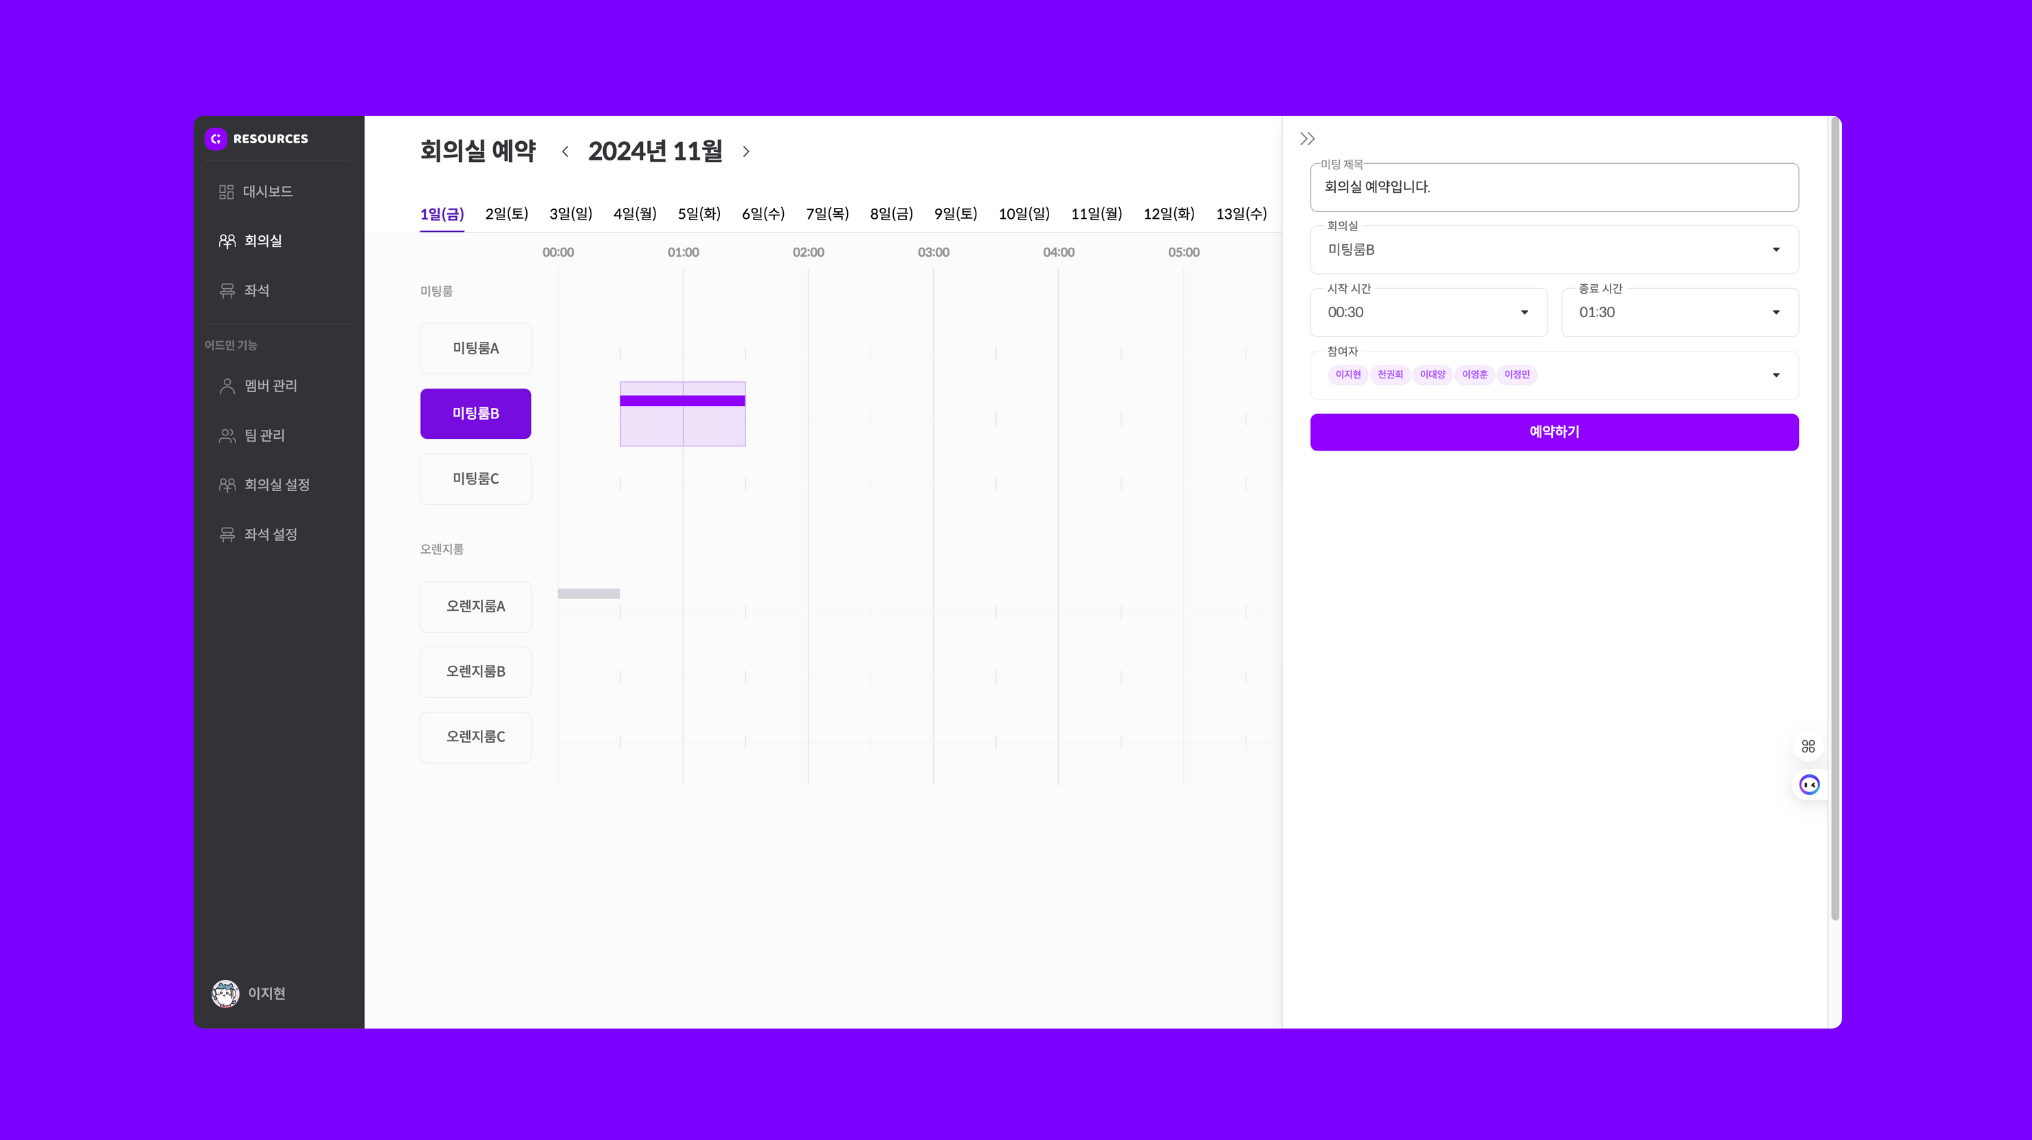 RESOURCES
대시보드
회의실
좌석
어드민 기능
멤버 관리
팀 관리
회의실 설정
좌석 설정
이지현
회의실 예약
2024년 11월
1일(금) 2일(토) 3일(일) 4일(월) 5일(화) 6일(수) 7일(목) 8일(금) 9일(토) 10일(일) 11일(월) 12일(화) 13일(수)
00:00 01:00 02:00 03:00 04:00 05:00
미팅룸
미팅룸A
미팅룸B
미팅룸C
오렌지룸
오렌지룸A
오렌지룸B
오렌지룸C
미팅 제목
회의실 예약입니다.
회의실
미팅룸B
시작 시간
00:30
종료 시간
01:30
참여자
이지현 천권희 이대양 이영훈 이정민
예약하기